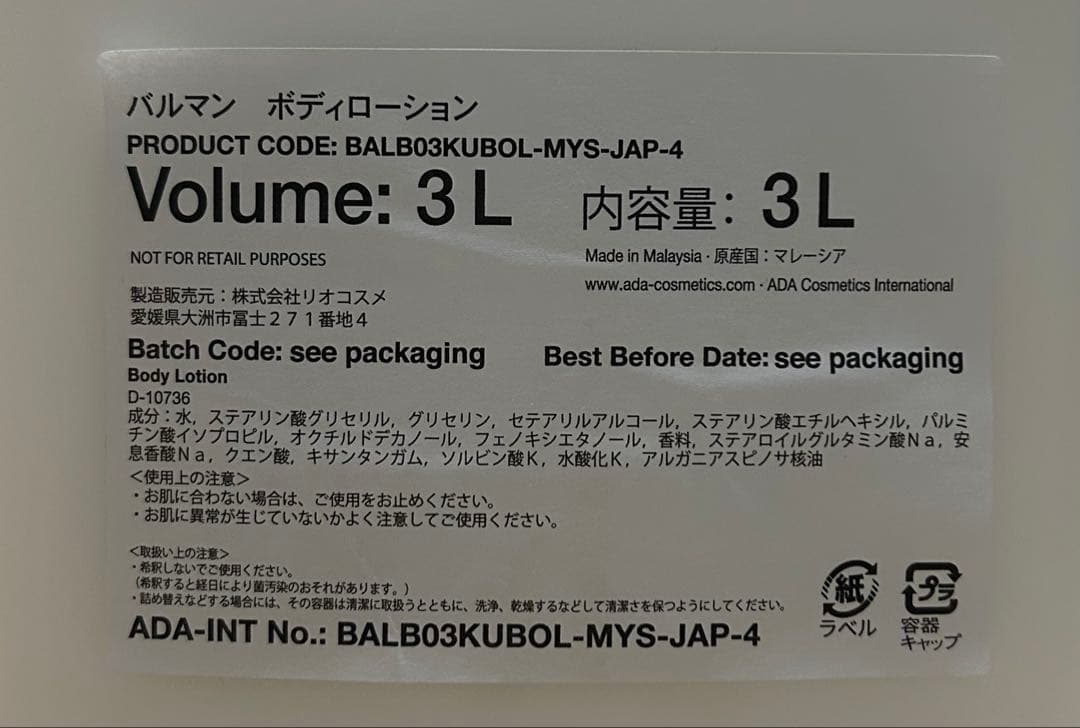 バルマン　ボディローション
PRODUCT CODE: BALB03KUBOL-MYS-JAP-4
Volume: 3 L 内容量：3 L
NOT FOR RETAIL PURPOSES
Made in Malaysia · 原産国：マレーシア
www.ada-cosmetics.com · ADA Cosmetics International
製造販売元：株式会社リオコスメ
愛媛県大洲市冨士２７１番地４
Batch Code: see packaging Best Before Date: see packaging
Body Lotion
D-10736
成分：水，ステアリン酸グリセリル，グリセリン，セテアリルアルコール，ステアリン酸エチルヘキシル，パルミ
チン酸イソプロピル，オクチルドデカノール，フェノキシエタノール，香料，ステアロイルグルタミン酸Ｎａ，安
息香酸Ｎａ，クエン酸，キサンタンガム，ソルビン酸Ｋ，水酸化Ｋ，アルガニアスピノサ核油
＜使用上の注意＞
・お肌に合わない場合は、ご使用をお止めください。
・お肌に異常が生じていないかよく注意してご使用ください。
＜取扱い上の注意＞
・希釈しないでご使用ください。
（希釈すると経日により菌汚染のおそれがあります。）
・詰め替えなどする場合には、その容器は清潔に取扱うとともに、洗浄、乾燥するなどして清潔さを保つようにしてください。
ADA-INT No.: BALB03KUBOL-MYS-JAP-4
紙
ラベル
プラ
容器
キャップ